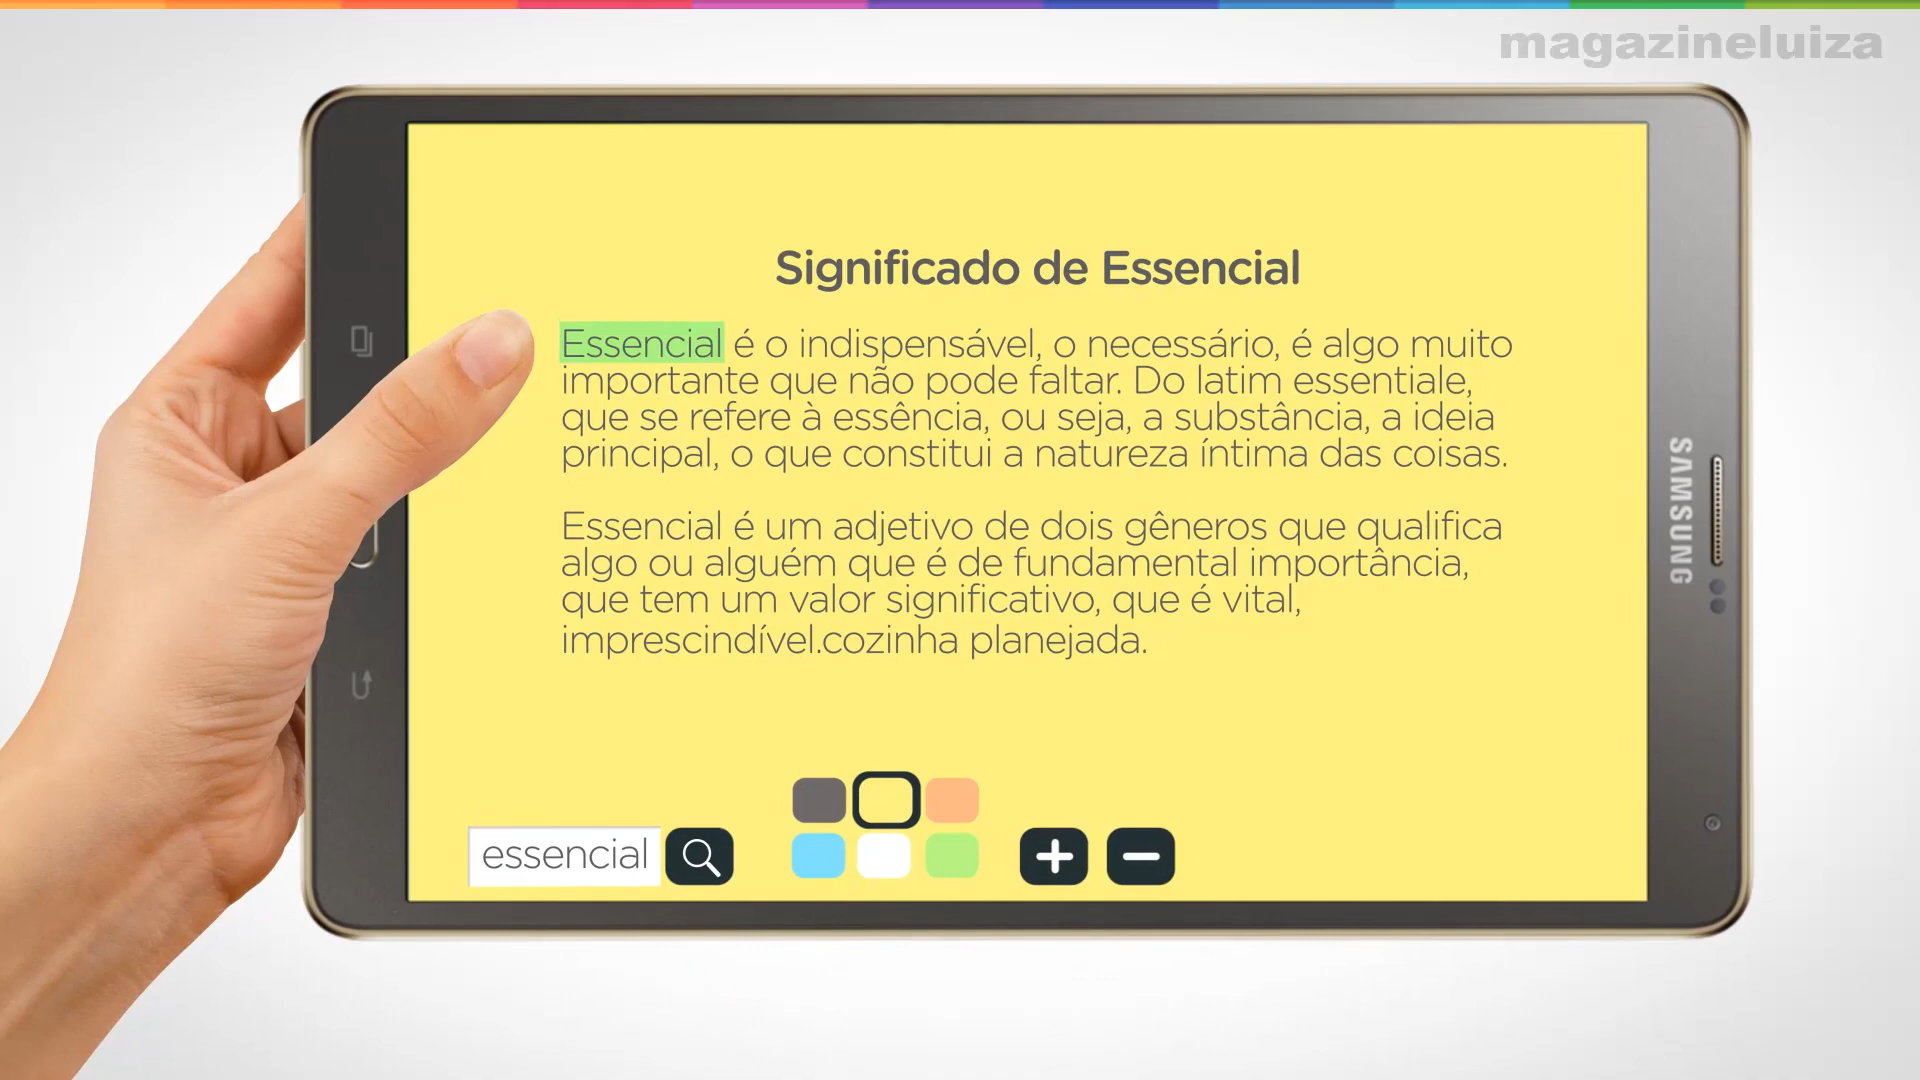 magazineluiza
Significado de Essencial
Essencial é o indispensável, o necessário, é algo muito
importante que não pode faltar. Do latim essentiale,
que se refere à essência, ou seja, a substância, a ideia
principal, o que constitui a natureza íntima das coisas.
Essencial é um adjetivo de dois gêneros que qualifica
algo ou alguém que é de fundamental importância,
que tem um valor significativo, que é vital,
imprescindível.cozinha planejada.
essencial
SAMSUNG